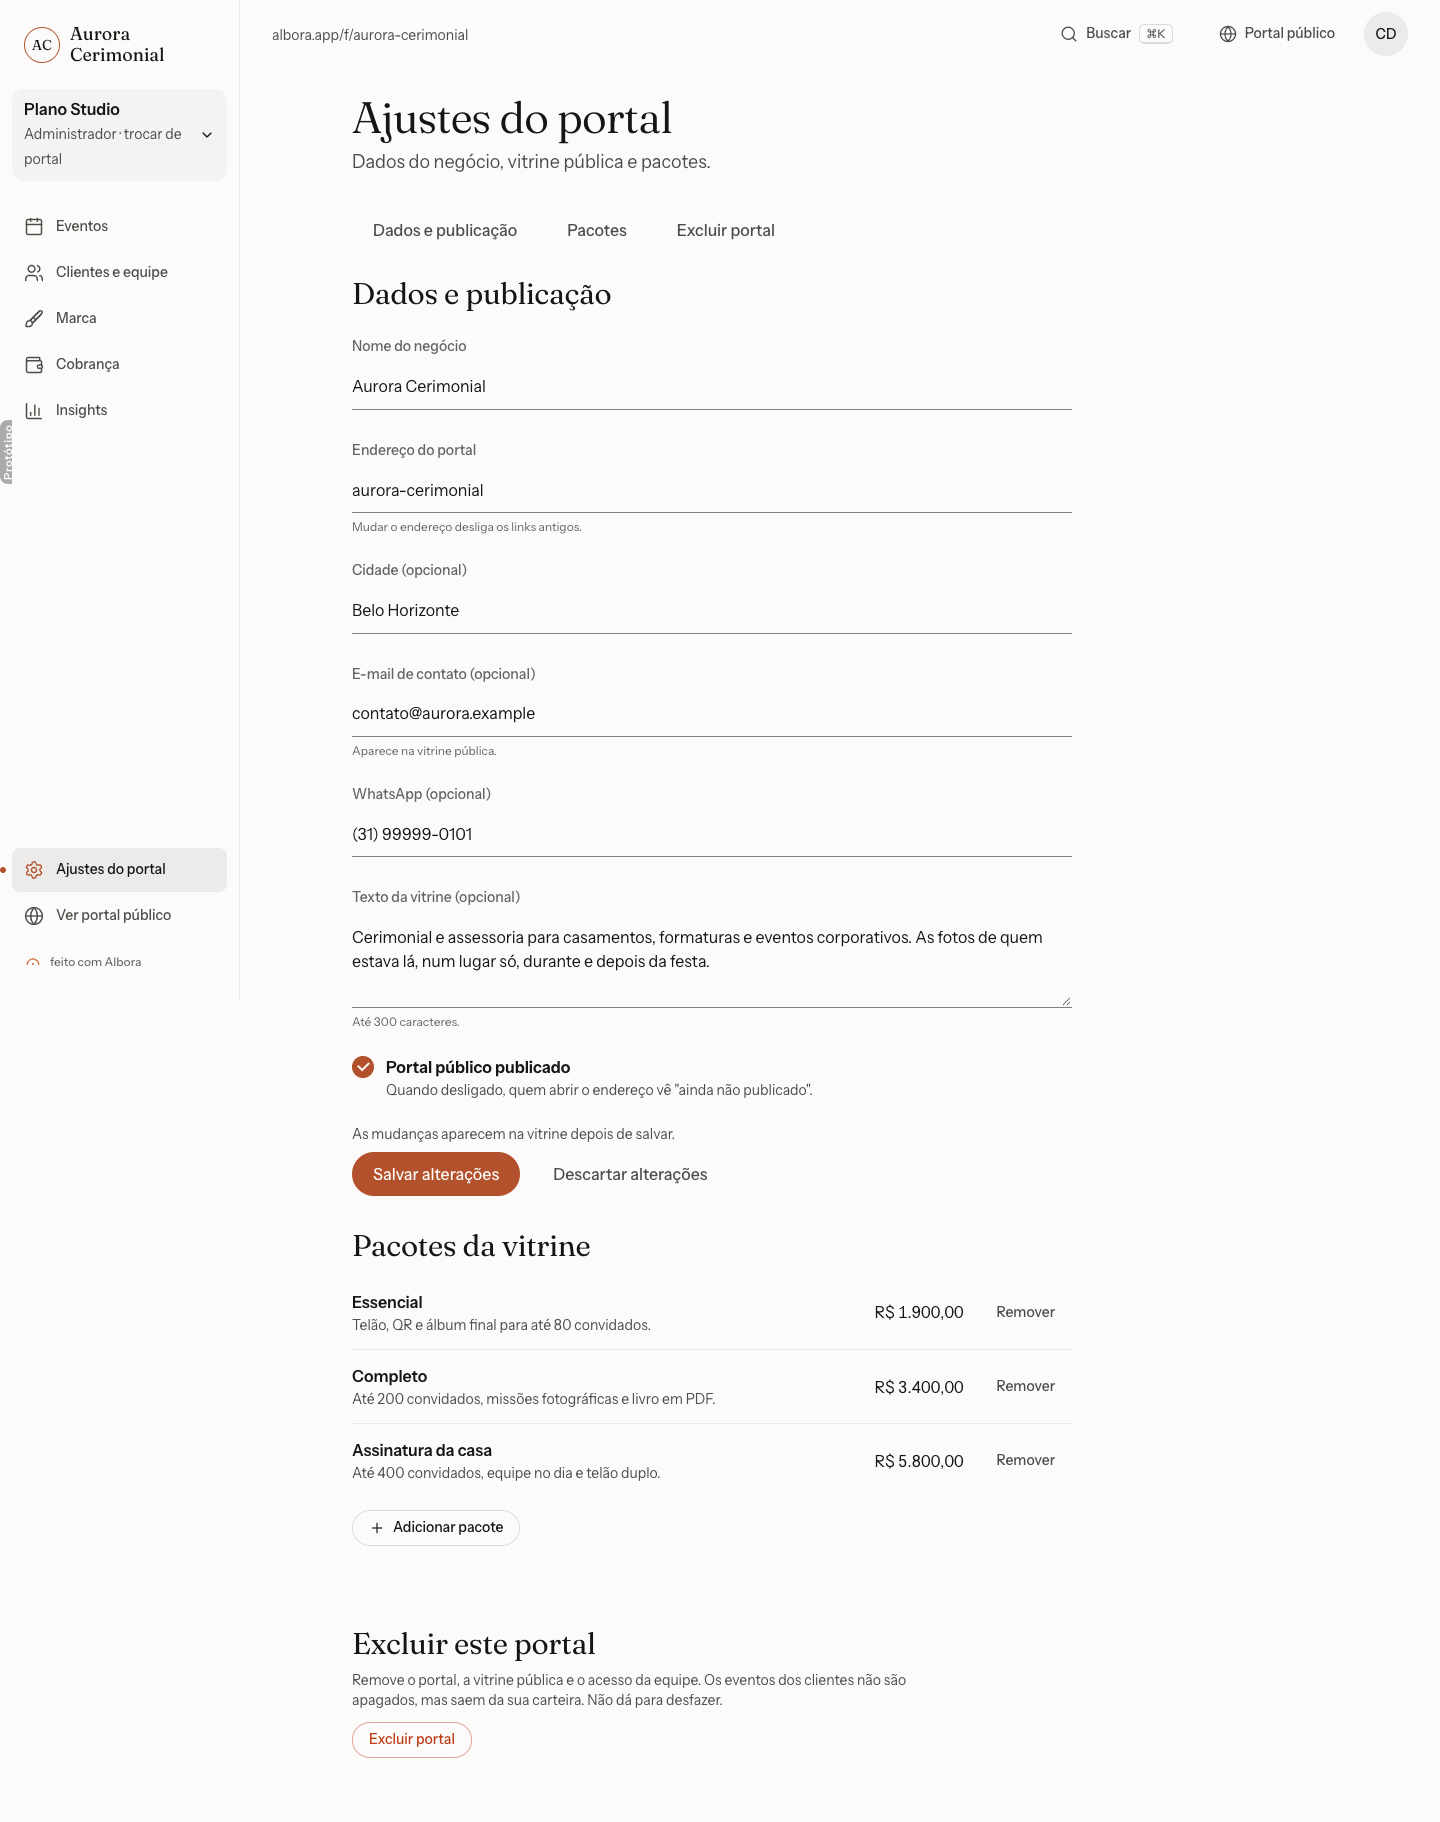 AC
Aurora
Cerimonial
Plano Studio
Administrador · trocar de
portal
Eventos
Clientes e equipe
Marca
Cobrança
Insights
Protótipo
Ajustes do portal
Ver portal público
feito com Albora
albora.app/f/aurora-cerimonial
Buscar ⌘K
Portal público
CD
Ajustes do portal
Dados do negócio, vitrine pública e pacotes.
Dados e publicação Pacotes Excluir portal
Dados e publicação
Nome do negócio
Aurora Cerimonial
Endereço do portal
aurora-cerimonial
Mudar o endereço desliga os links antigos.
Cidade (opcional)
Belo Horizonte
E-mail de contato (opcional)
contato@aurora.example
Aparece na vitrine pública.
WhatsApp (opcional)
(31) 99999-0101
Texto da vitrine (opcional)
Cerimonial e assessoria para casamentos, formaturas e eventos corporativos. As fotos de quem
estava lá, num lugar só, durante e depois da festa.
Até 300 caracteres.
Portal público publicado
Quando desligado, quem abrir o endereço vê "ainda não publicado".
As mudanças aparecem na vitrine depois de salvar.
Salvar alterações Descartar alterações
Pacotes da vitrine
Essencial
Telão, QR e álbum final para até 80 convidados.
R$ 1.900,00 Remover
Completo
Até 200 convidados, missões fotográficas e livro em PDF.
R$ 3.400,00 Remover
Assinatura da casa
Até 400 convidados, equipe no dia e telão duplo.
R$ 5.800,00 Remover
Adicionar pacote
Excluir este portal
Remove o portal, a vitrine pública e o acesso da equipe. Os eventos dos clientes não são
apagados, mas saem da sua carteira. Não dá para desfazer.
Excluir portal